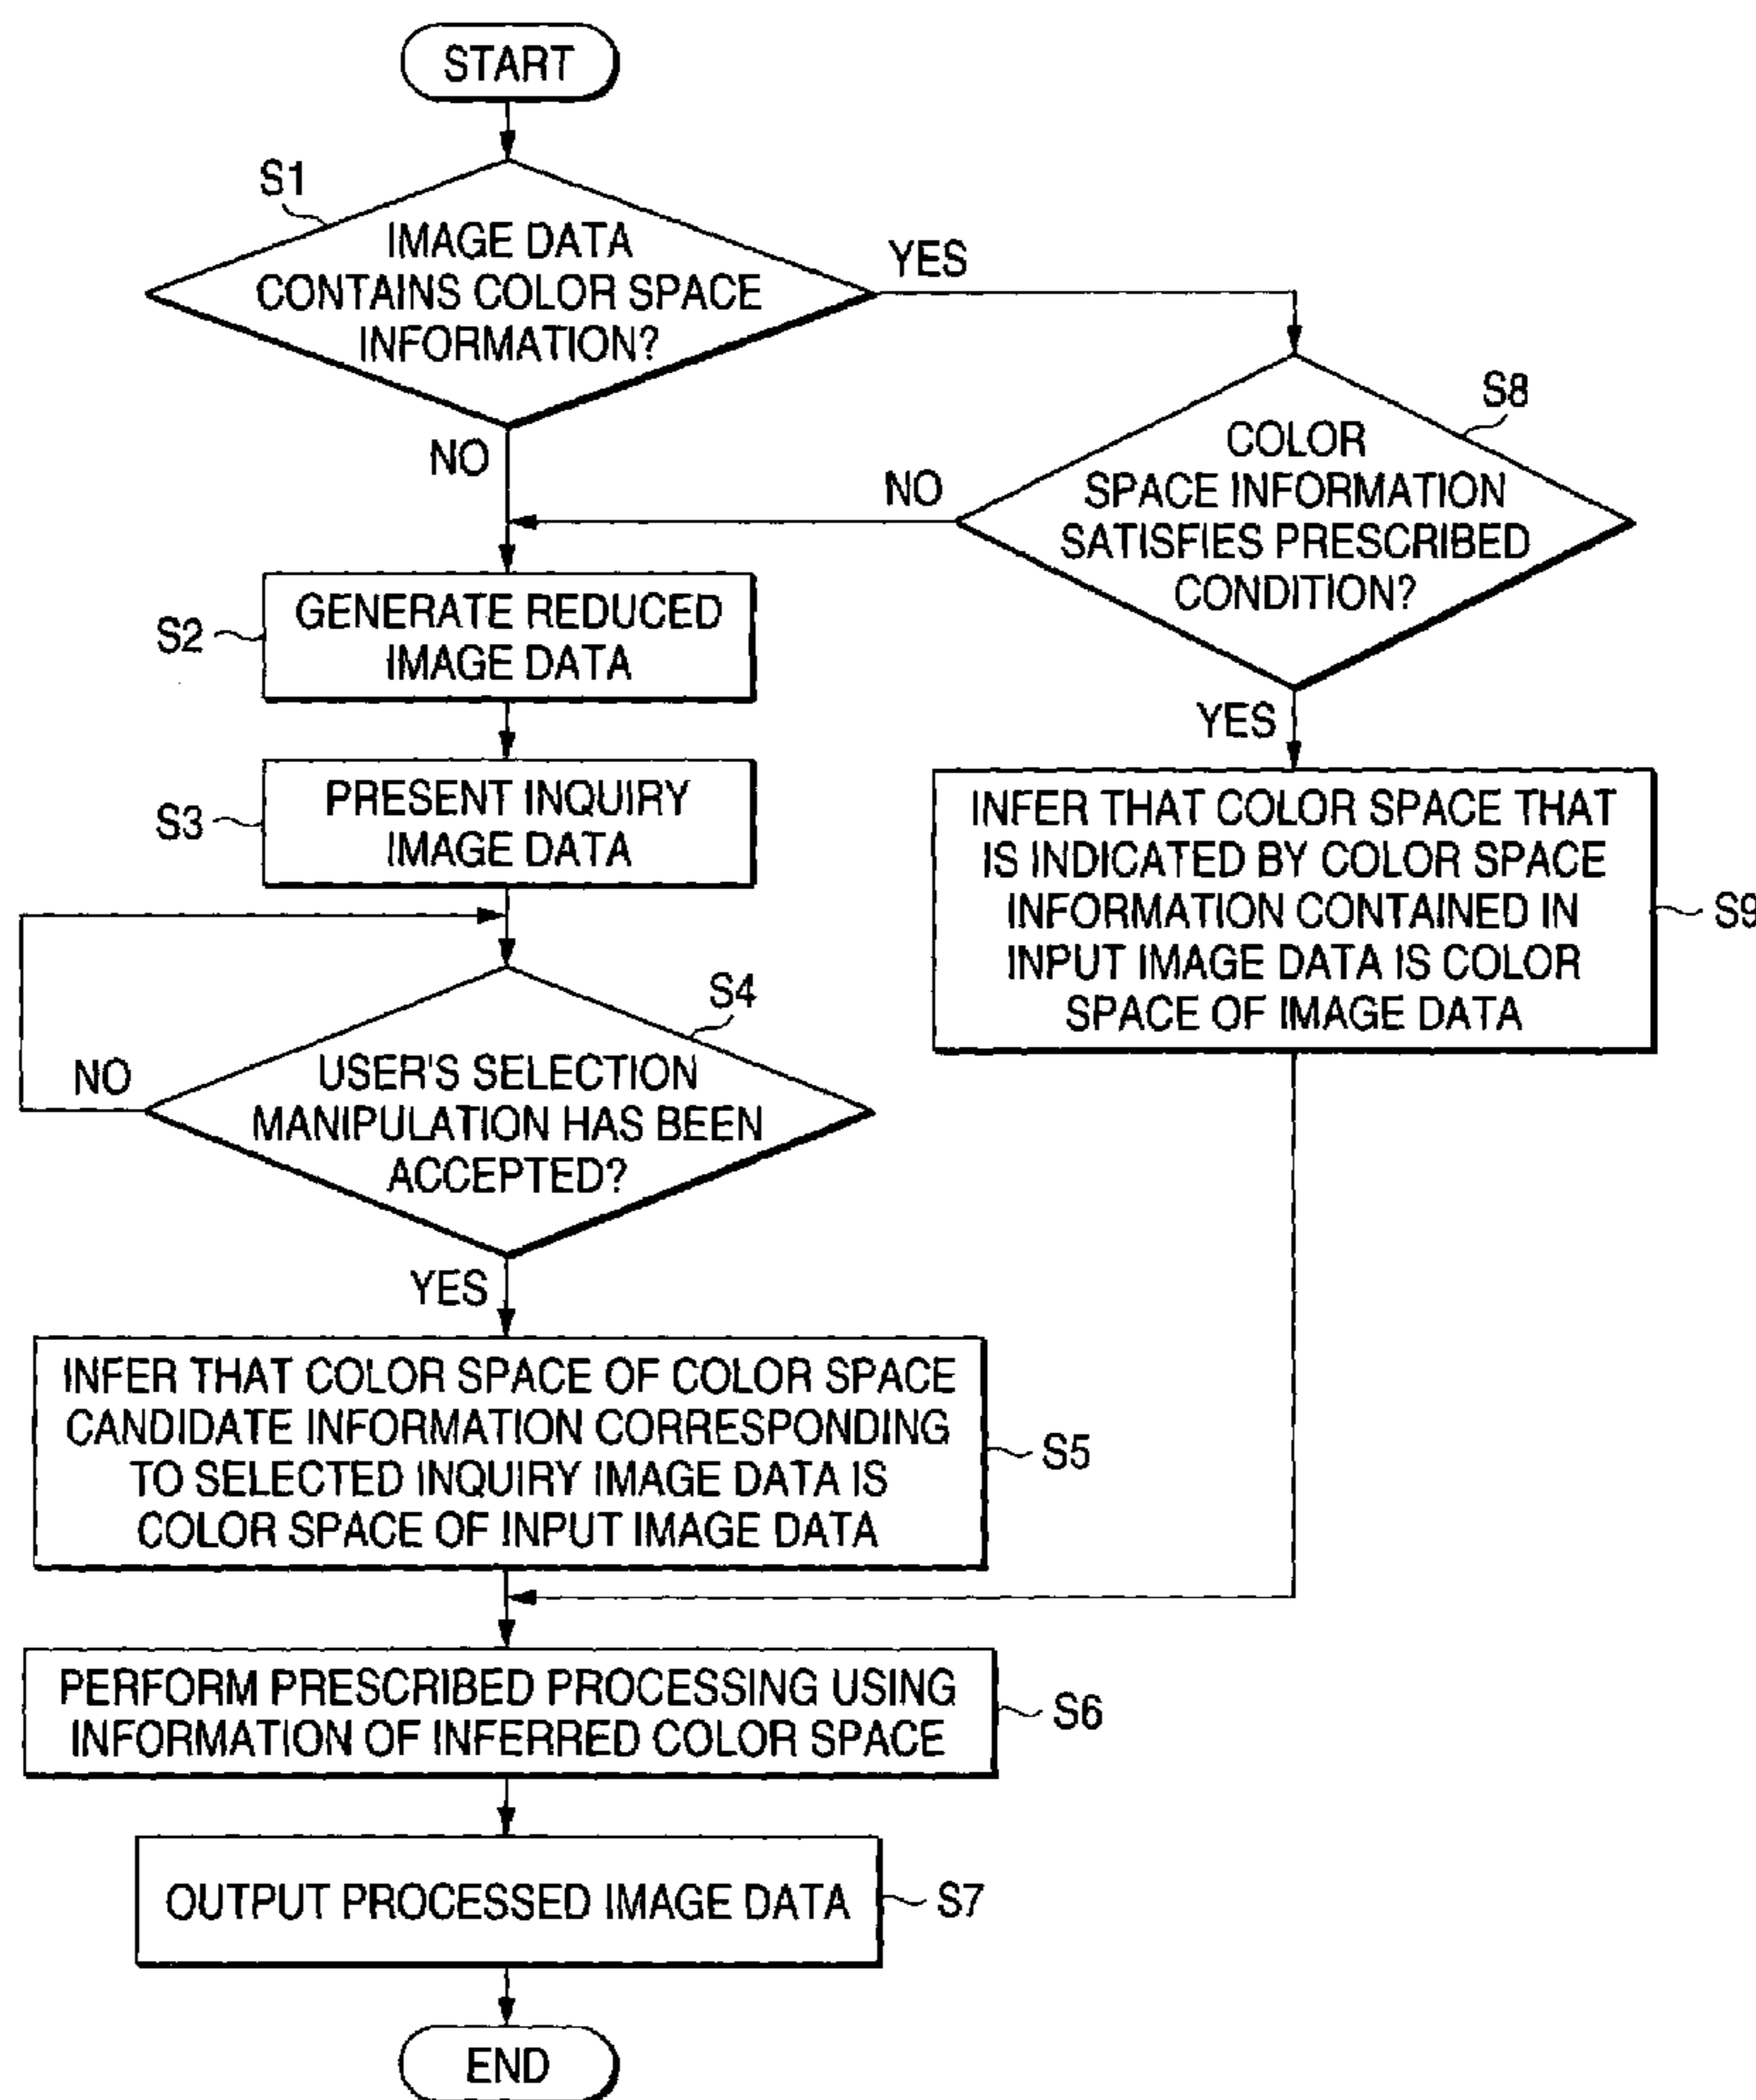 START
S1
IMAGE DATA
CONTAINS COLOR SPACE
INFORMATION?
YES
NO
S8
COLOR
SPACE INFORMATION
SATISFIES PRESCRIBED
CONDITION?
NO
YES
S2
GENERATE REDUCED
IMAGE DATA
S3
PRESENT INQUIRY
IMAGE DATA
INFER THAT COLOR SPACE THAT
IS INDICATED BY COLOR SPACE
INFORMATION CONTAINED IN
INPUT IMAGE DATA IS COLOR
SPACE OF IMAGE DATA
S9
S4
USER'S SELECTION
MANIPULATION HAS BEEN
ACCEPTED?
NO
YES
INFER THAT COLOR SPACE OF COLOR SPACE
CANDIDATE INFORMATION CORRESPONDING
TO SELECTED INQUIRY IMAGE DATA IS
COLOR SPACE OF INPUT IMAGE DATA
S5
PERFORM PRESCRIBED PROCESSING USING
INFORMATION OF INFERRED COLOR SPACE
S6
OUTPUT PROCESSED IMAGE DATA
S7
END